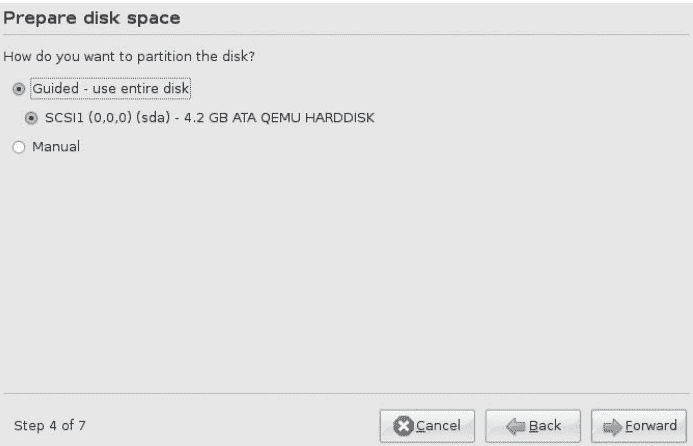 Prepare disk space
How do you want to partition the disk?
Guided - use entire disk
SCSI1 (0,0,0) (sda) - 4.2 GB ATA QEMU HARDDISK
Manual
Step 4 of 7
Cancel
Back
Forward